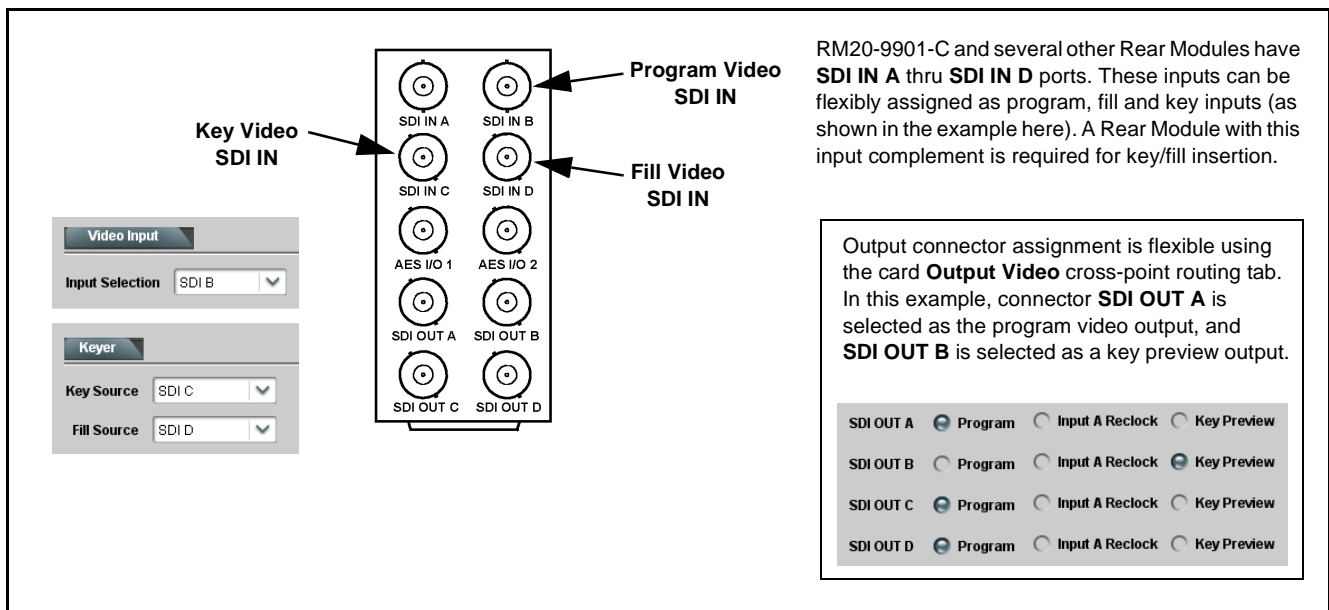 Program Video
SDI IN
Key Video
SDI IN
Fill Video
SDI IN
SDI IN A
SDI IN B
SDI IN C
SDI IN D
AES I/O 1
AES I/O 2
SDI OUT A
SDI OUT B
SDI OUT C
SDI OUT D
Video Input
Input Selection SDI B
Keyer
Key Source SDI C
Fill Source SDI D
RM20-9901-C and several other Rear Modules have
SDI IN A thru SDI IN D ports. These inputs can be
flexibly assigned as program, fill and key inputs (as
shown in the example here). A Rear Module with this
input complement is required for key/fill insertion.
Output connector assignment is flexible using
the card Output Video cross-point routing tab.
In this example, connector SDI OUT A is
selected as the program video output, and
SDI OUT B is selected as a key preview output.
SDI OUT A Program Input A Reclock Key Preview
SDI OUT B Program Input A Reclock Key Preview
SDI OUT C Program Input A Reclock Key Preview
SDI OUT D Program Input A Reclock Key Preview